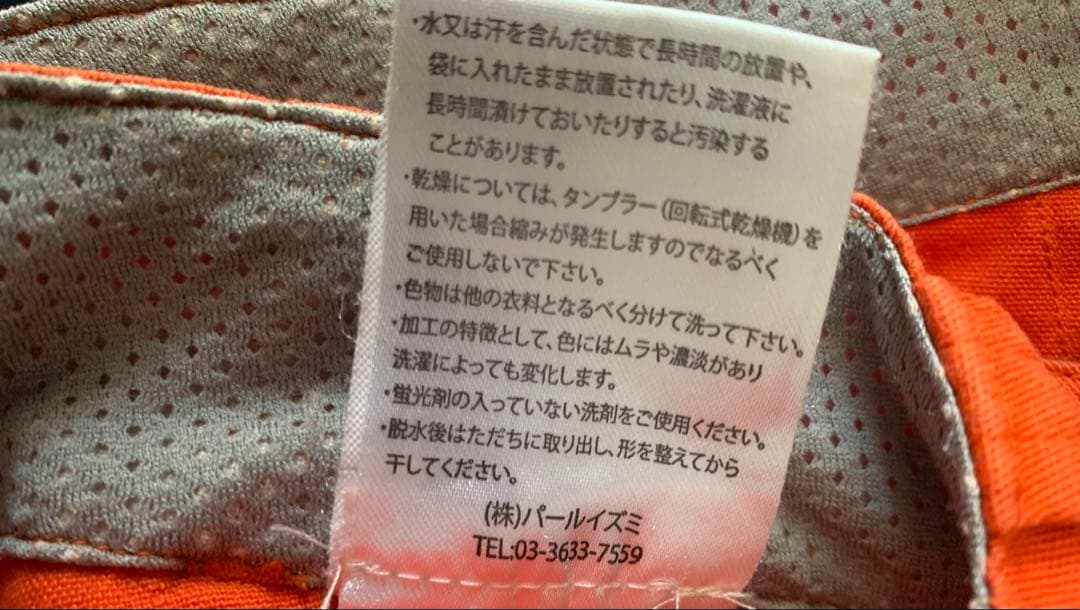 ・水又は汗を含んだ状態で長時間の放置や、
袋に入れたまま放置されたり、洗濯液に
長時間漬けておいたりすると汚染する
ことがあります。
・乾燥については、タンブラー(回転式乾燥機)を
用いた場合縮みが発生しますのでなるべく
ご使用しないで下さい。
・色物は他の衣料となるべく分けて洗って下さい。
・加工の特徴として、色にはムラや濃淡があり
洗濯によっても変化します。
・蛍光剤の入っていない洗剤をご使用ください。
・脱水後はただちに取り出し、形を整えてから
干してください。
(株)パールイズミ
TEL:03-3633-7559